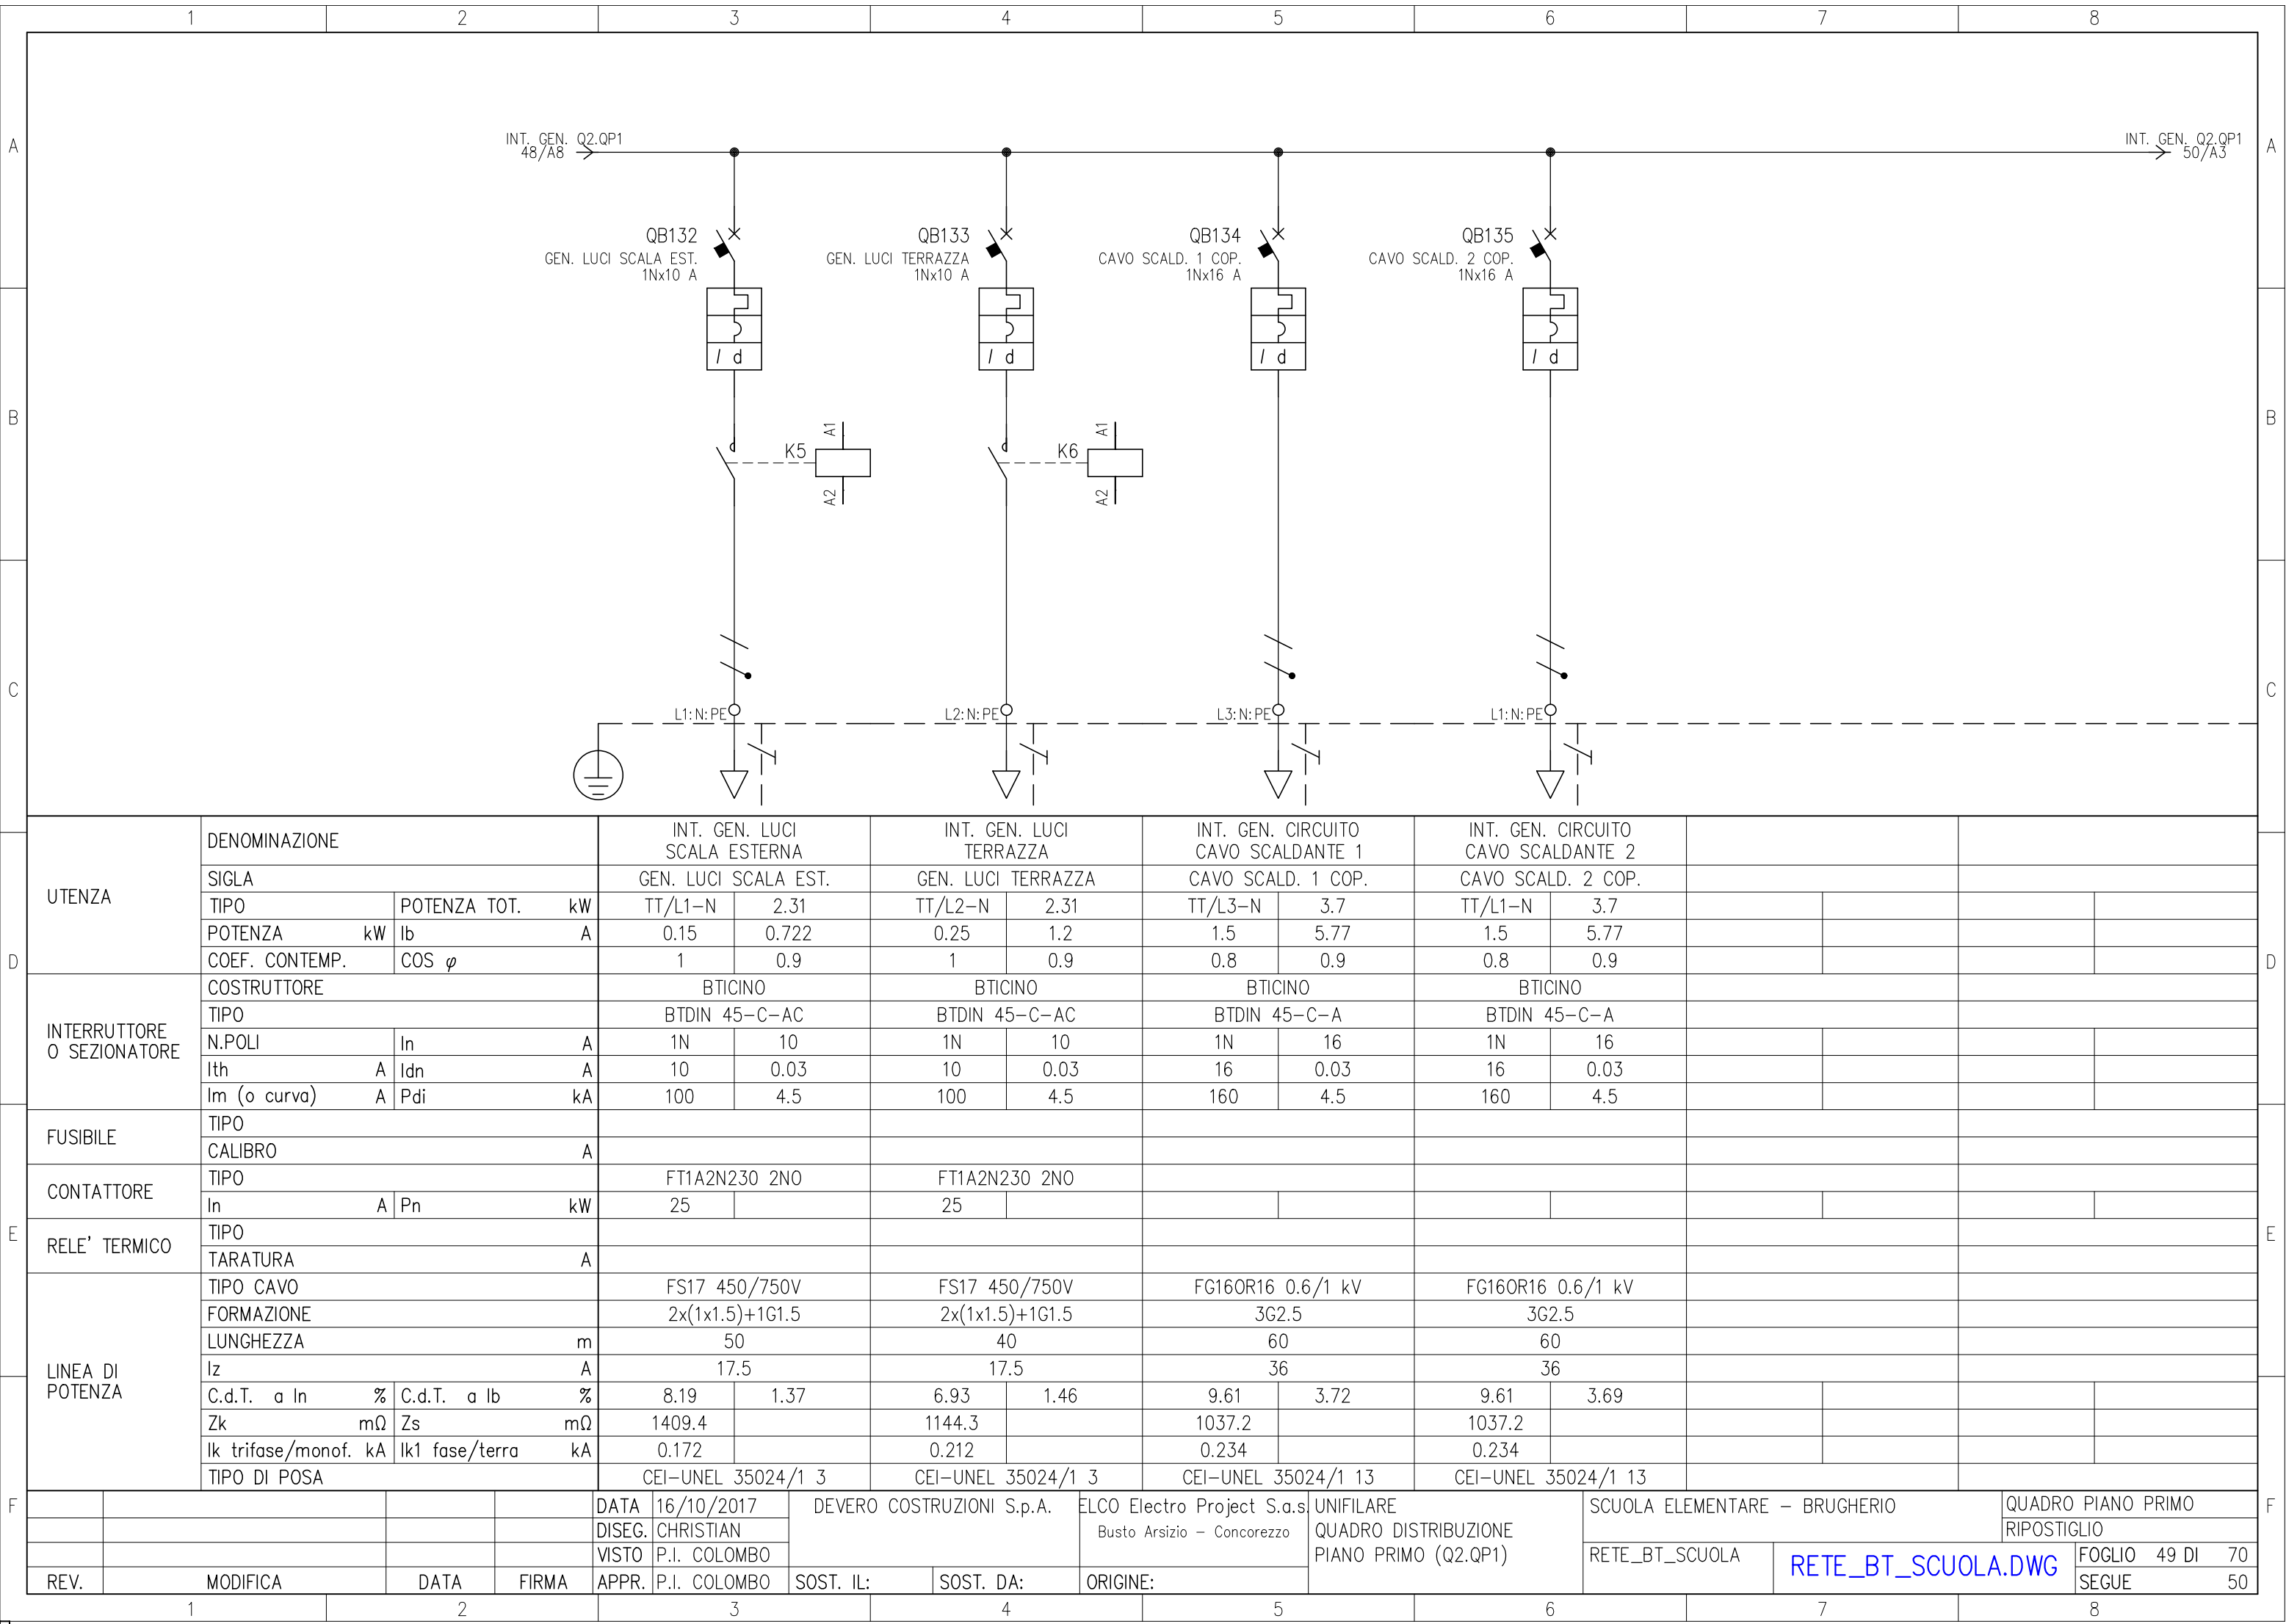 1 2 3 4 5 6 7 8
A A
INT. GEN. Q2.QP1
48/A8
INT. GEN. Q2.QP1
50/A3
QB132
GEN. LUCI SCALA EST.
1Nx10 A
QB133
GEN. LUCI TERRAZZA
1Nx10 A
QB134
CAVO SCALD. 1 COP.
1Nx16 A
QB135
CAVO SCALD. 2 COP.
1Nx16 A
I d I d I d I d
B B
K5 A1 A2
K6 A1 A2
C C
L1:N:PE L2:N:PE L3:N:PE L1:N:PE
UTENZA
DENOMINAZIONE
INT. GEN. LUCI
SCALA ESTERNA
INT. GEN. LUCI
TERRAZZA
INT. GEN. CIRCUITO
CAVO SCALDANTE 1
INT. GEN. CIRCUITO
CAVO SCALDANTE 2
SIGLA GEN. LUCI SCALA EST. GEN. LUCI TERRAZZA CAVO SCALD. 1 COP. CAVO SCALD. 2 COP.
TIPO POTENZA TOT. kW TT/L1-N 2.31 TT/L2-N 2.31 TT/L3-N 3.7 TT/L1-N 3.7
POTENZA kW Ib A 0.15 0.722 0.25 1.2 1.5 5.77 1.5 5.77
D D
COEF. CONTEMP. COS φ 1 0.9 1 0.9 0.8 0.9 0.8 0.9
INTERRUTTORE
O SEZIONATORE
COSTRUTTORE BTICINO BTICINO BTICINO BTICINO
TIPO BTDIN 45-C-AC BTDIN 45-C-AC BTDIN 45-C-A BTDIN 45-C-A
N.POLI In A 1N 10 1N 10 1N 16 1N 16
Ith A Idn A 10 0.03 10 0.03 16 0.03 16 0.03
Im (o curva) A Pdi kA 100 4.5 100 4.5 160 4.5 160 4.5
FUSIBILE
TIPO
CALIBRO A
CONTATTORE
TIPO FT1A2N230 2NO FT1A2N230 2NO
In A Pn kW 25 25
E E
RELE' TERMICO
TIPO
TARATURA A
LINEA DI
POTENZA
TIPO CAVO FS17 450/750V FS17 450/750V FG16OR16 0.6/1 kV FG16OR16 0.6/1 kV
FORMAZIONE 2x(1x1.5)+1G1.5 2x(1x1.5)+1G1.5 3G2.5 3G2.5
LUNGHEZZA m 50 40 60 60
Iz A 17.5 17.5 36 36
C.d.T. a In % C.d.T. a Ib % 8.19 1.37 6.93 1.46 9.61 3.72 9.61 3.69
Zk mΩ Zs mΩ 1409.4 1144.3 1037.2 1037.2
Ik trifase/monof. kA Ik1 fase/terra kA 0.172 0.212 0.234 0.234
TIPO DI POSA CEI-UNEL 35024/1 3 CEI-UNEL 35024/1 3 CEI-UNEL 35024/1 13 CEI-UNEL 35024/1 13
F F
DATA 16/10/2017
DISEG. CHRISTIAN
VISTO P.I. COLOMBO
REV. MODIFICA DATA FIRMA APPR. P.I. COLOMBO
DEVERO COSTRUZIONI S.p.A.
SOST. IL: SOST. DA:
ELCO Electro Project S.a.s.
Busto Arsizio - Concorezzo
ORIGINE:
UNIFILARE
QUADRO DISTRIBUZIONE
PIANO PRIMO (Q2.QP1)
SCUOLA ELEMENTARE - BRUGHERIO
RETE_BT_SCUOLA
RETE_BT_SCUOLA.DWG
QUADRO PIANO PRIMO
RIPOSTIGLIO
FOGLIO 49 DI 70
SEGUE 50
1 2 3 4 5 6 7 8